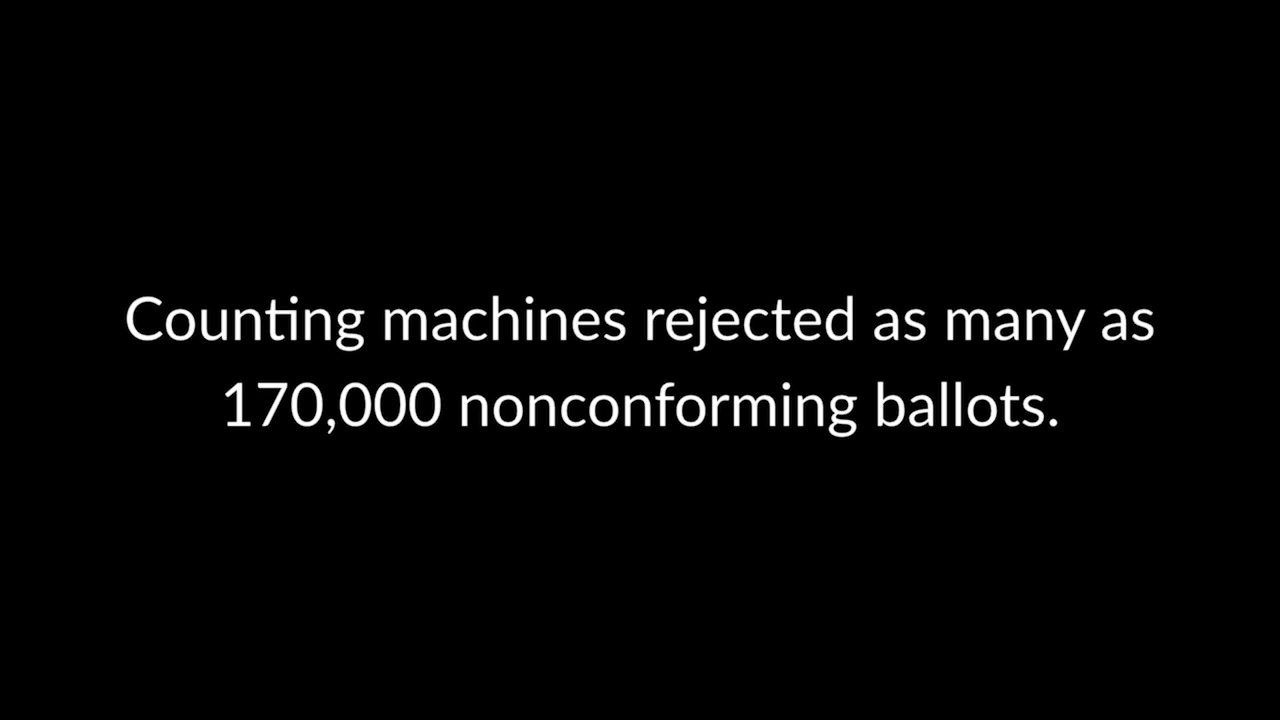 Counting machines rejected as many as
170,000 nonconforming ballots.